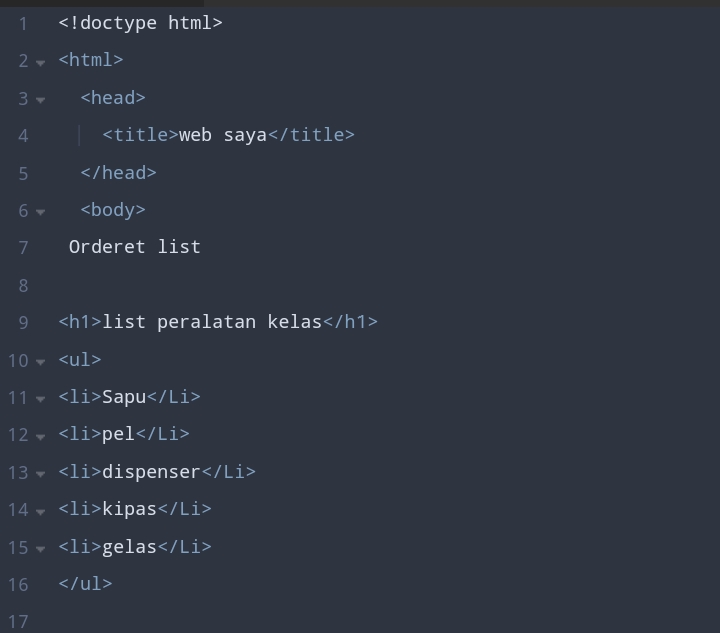 1 <!doctype html>
2 <html>
3 <head>
4 <title>web saya</title>
5 </head>
6 <body>
7 Orderet list
8
9 <h1>list peralatan kelas</h1>
10 <ul>
11 <li>Sapu</Li>
12 <li>pel</Li>
13 <li>dispenser</Li>
14 <li>kipas</Li>
15 <li>gelas</Li>
16 </ul>
17